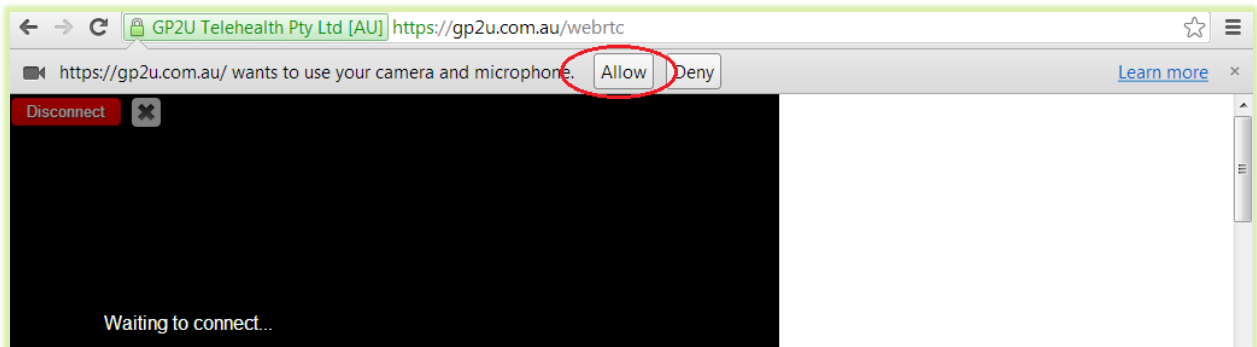 GP2U Telehealth Pty Ltd [AU] https://gp2u.com.au/webrtc
https://gp2u.com.au/ wants to use your camera and microphone. Allow Deny Learn more ×
Disconnect
Waiting to connect...